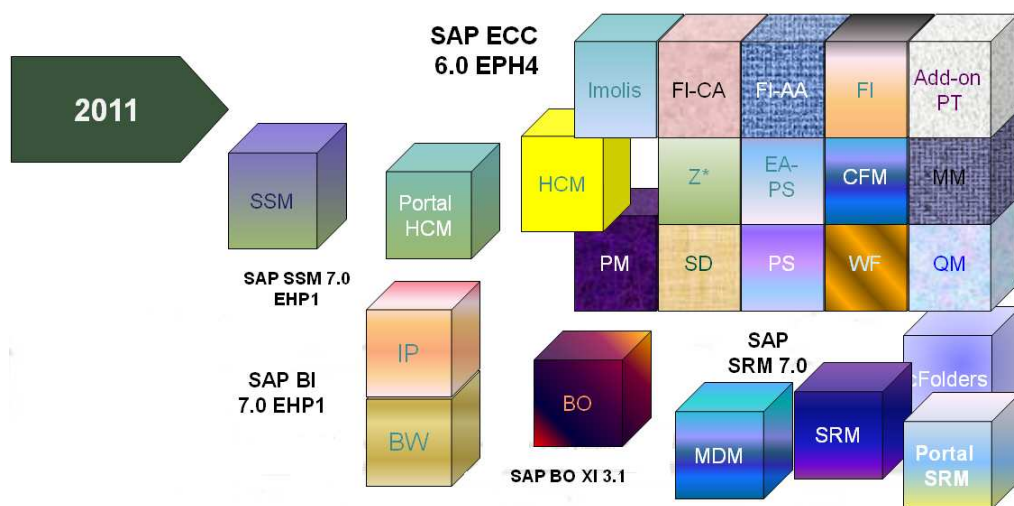 SAP ECC
6.0 EPH4
2011
Imolis
FI-CA
FI-AA
FI
Add-on
PT
SSM
Portal
HCM
HCM
Z*
EA-
PS
CFM
MM
PM
SD
PS
WF
QM
SAP SSM 7.0
EHP1
IP
BW
SAP BI
7.0 EHP1
BO
SAP BO XI 3.1
SAP
SRM 7.0
MDM
SRM
cFolders
Portal
SRM